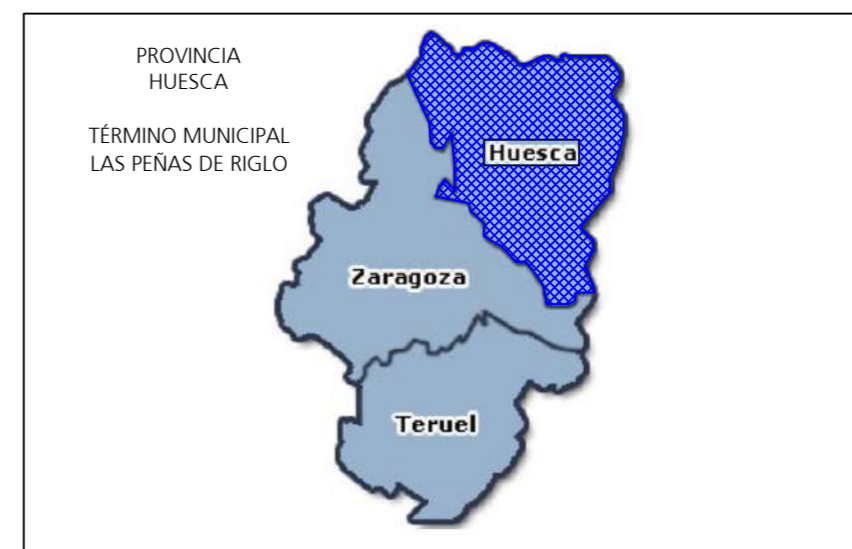 PROVINCIA
HUESCA
TÉRMINO MUNICIPAL
LAS PEÑAS DE RIGLO
Huesca
Zaragoza
Teruel